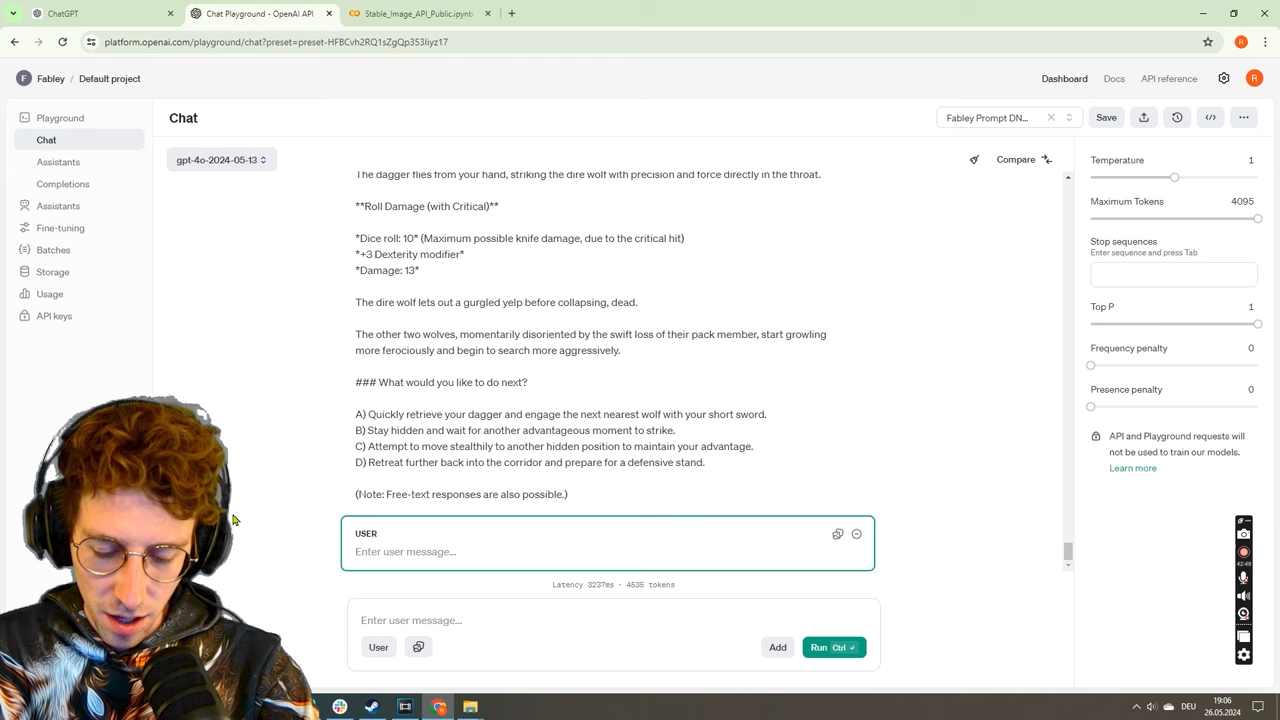 ChatGPT
Chat Playground - OpenAI API
Stable_Image_API_Public.ipynb
platform.openai.com/playground/chat?preset=preset-HFBCvh2RQ1sZgQp353Iiyz17
R
F Fabley / Default project
Dashboard Docs API reference R
Playground
Chat
Assistants
Completions
Assistants
Fine-tuning
Batches
Storage
Usage
API keys
Chat
Fabley Prompt DN...
Save
gpt-4o-2024-05-13
Compare
The dagger flies from your hand, striking the dire wolf with precision and force directly in the throat.
**Roll Damage (with Critical)**
*Dice roll: 10* (Maximum possible knife damage, due to the critical hit)
*+3 Dexterity modifier*
*Damage: 13*
The dire wolf lets out a gurgled yelp before collapsing, dead.
The other two wolves, momentarily disoriented by the swift loss of their pack member, start growling
more ferociously and begin to search more aggressively.
### What would you like to do next?
A) Quickly retrieve your dagger and engage the next nearest wolf with your short sword.
B) Stay hidden and wait for another advantageous moment to strike.
C) Attempt to move stealthily to another hidden position to maintain your advantage.
D) Retreat further back into the corridor and prepare for a defensive stand.
(Note: Free-text responses are also possible.)
USER
Enter user message...
Latency 3237ms · 4535 tokens
Enter user message...
User
Add
Run Ctrl ↵
Temperature 1
Maximum Tokens 4095
Stop sequences
Enter sequence and press Tab
Top P 1
Frequency penalty 0
Presence penalty 0
API and Playground requests will
not be used to train our models.
Learn more
42:48
DEU
19:06
26.05.2024